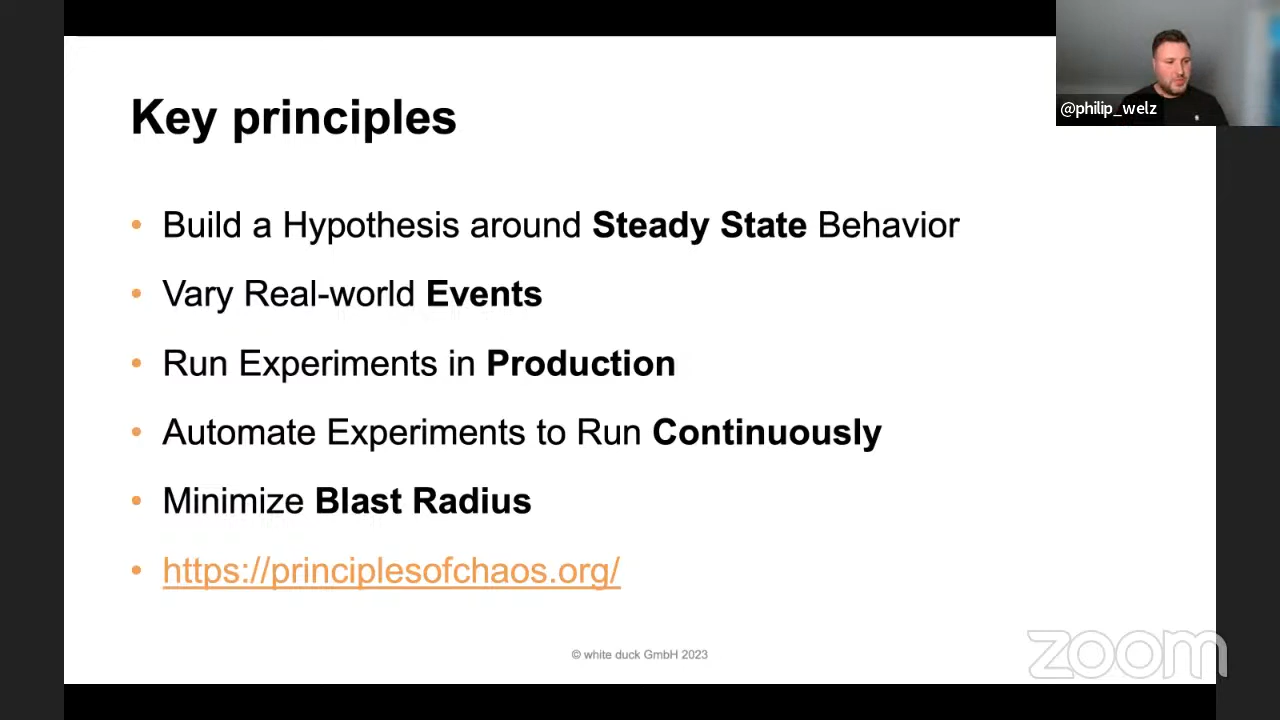 Key principles
@philip_welz
• Build a Hypothesis around Steady State Behavior
• Vary Real-world Events
• Run Experiments in Production
• Automate Experiments to Run Continuously
• Minimize Blast Radius
• https://principlesofchaos.org/
© white duck GmbH 2023
zoom